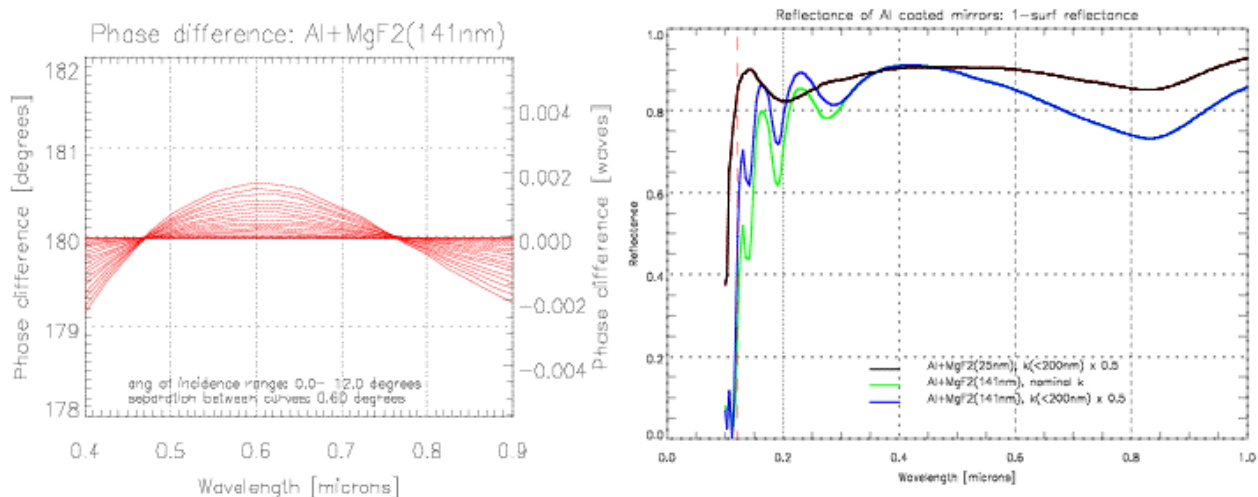 Phase difference: Al+MgF2(141nm)
182
181
180
179
178
Phase difference [degrees]
0.004
0.002
0.000
-0.002
-0.004
Phase difference [waves]
ang of incidence range: 0.0- 12.0 degrees
separation between curves: 0.60 degrees
0.4
0.5
0.6
0.7
0.8
0.9
Wavelength [microns]
Reflectance of Al coated mirrors: 1-surf reflectance
1.0
0.8
0.6
0.4
0.2
0.0
Reflectance
Al+MgF2(25nm), k(<200nm) x 0.5
Al+MgF2(141nm), nominal k
Al+MgF2(141nm), k(<200nm) x 0.5
0.0
0.2
0.4
0.6
0.8
1.0
Wavelength [microns]